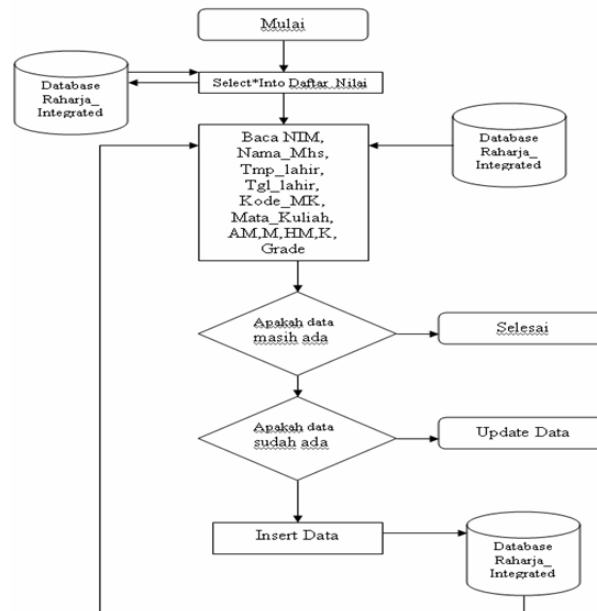 Mulai
Database
Raharja_
Integrated
Select*Into Daftar_Nilai
Baca NIM,
Nama_Mhs,
Tmp_lahir,
Tgl_lahir,
Kode_MK,
Mata_Kuliah,
AM,M,HM,K,
Grade
Database
Raharja_
Integrated
Apakah data
masih ada
Selesai
Apakah data
sudah ada
Update Data
Insert Data
Database
Raharja_
Integrated